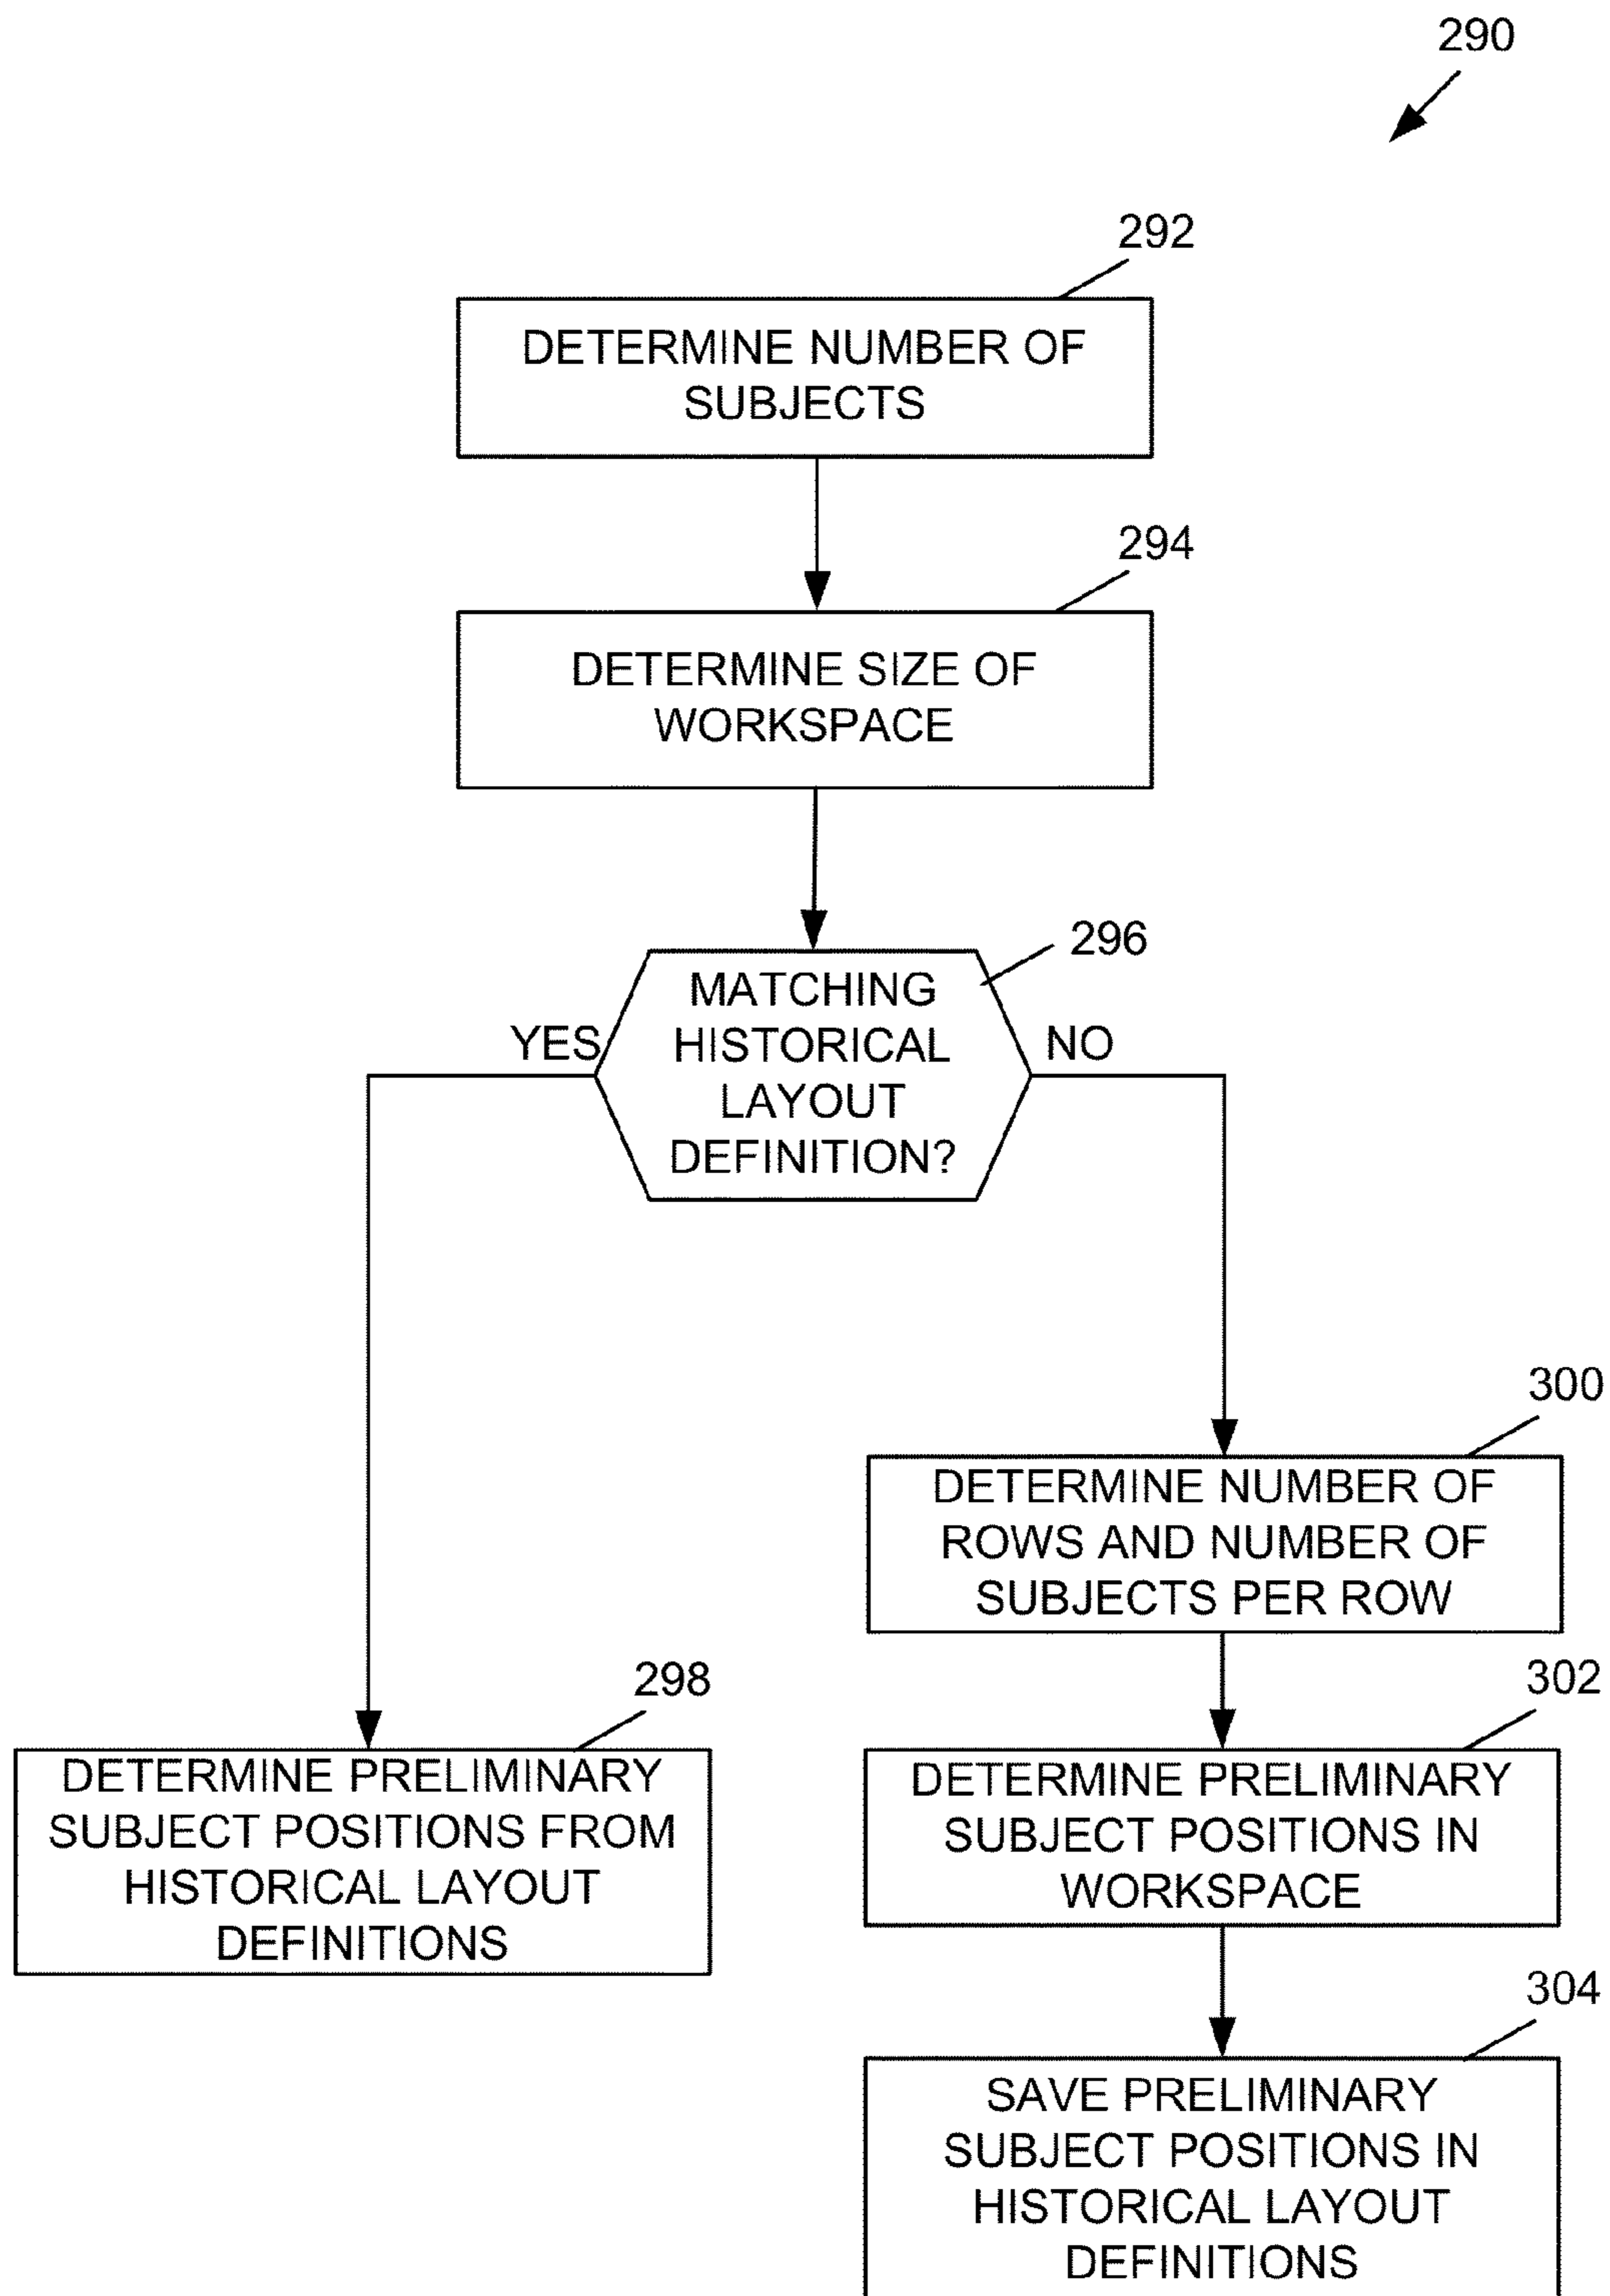 290
292
DETERMINE NUMBER OF
SUBJECTS
294
DETERMINE SIZE OF
WORKSPACE
296
MATCHING
HISTORICAL
LAYOUT
DEFINITION?
YES
NO
300
DETERMINE NUMBER OF
ROWS AND NUMBER OF
SUBJECTS PER ROW
298
DETERMINE PRELIMINARY
SUBJECT POSITIONS FROM
HISTORICAL LAYOUT
DEFINITIONS
302
DETERMINE PRELIMINARY
SUBJECT POSITIONS IN
WORKSPACE
304
SAVE PRELIMINARY
SUBJECT POSITIONS IN
HISTORICAL LAYOUT
DEFINITIONS